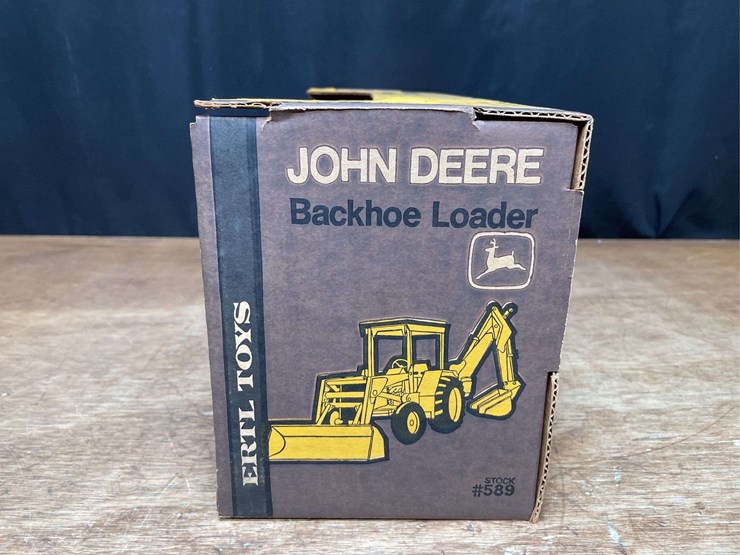 JOHN DEERE
Backhoe Loader
ERTL TOYS
STOCK
#589